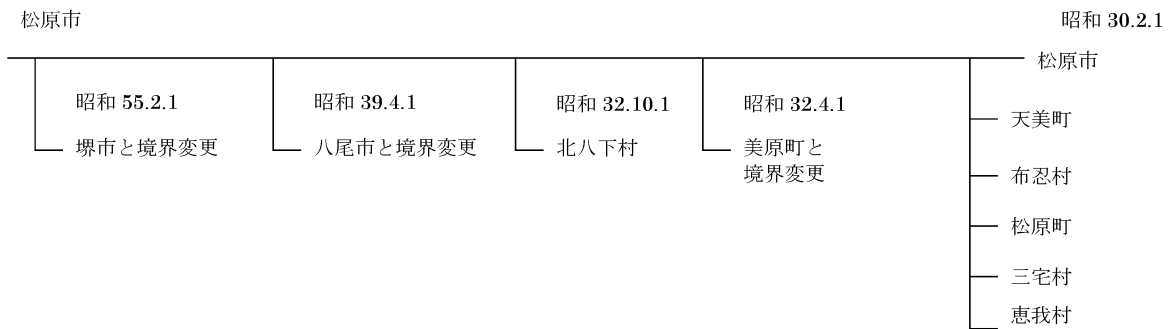 松原市
昭和 30.2.1
松原市
昭和 55.2.1
堺市と境界変更
昭和 39.4.1
八尾市と境界変更
昭和 32.10.1
北八下村
昭和 32.4.1
美原町と
境界変更
天美町
布忍村
松原町
三宅村
恵我村